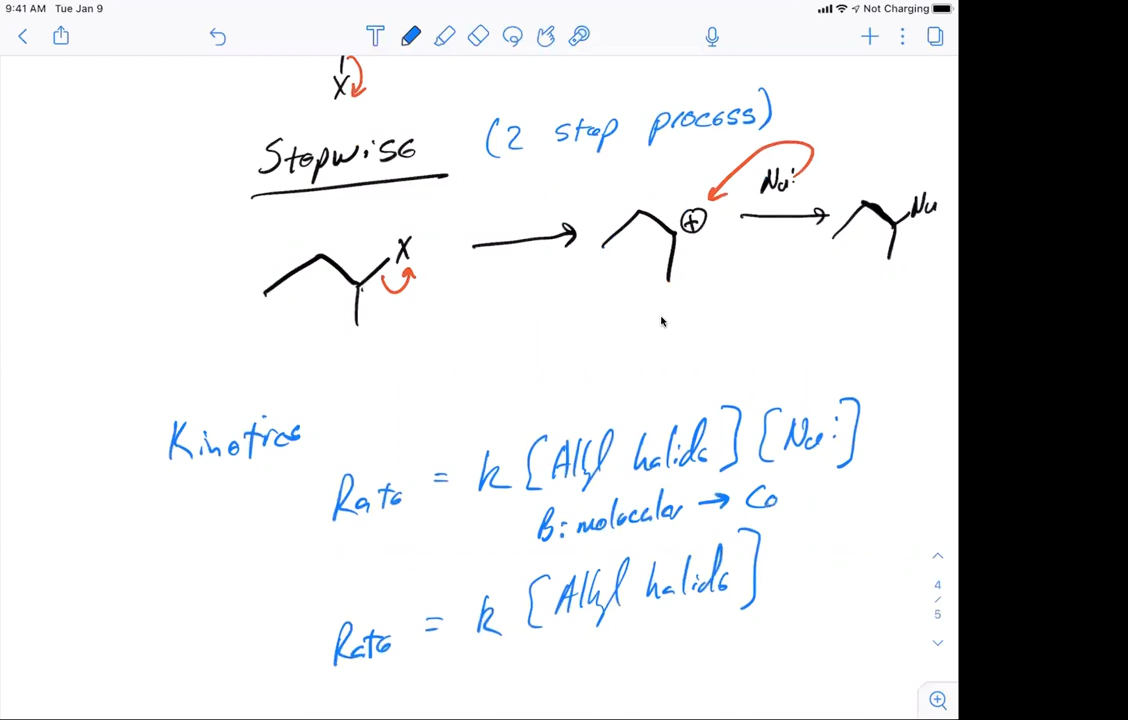 9:41 AM Tue Jan 9
Not Charging
X
Stepwise (2 step process)
Nu:
⊕
Nu
X
Kinetics
Rate = k [Alkyl halide] [Nu:]
Bimolecular → Co
Rate = k [Alkyl halide]
4
/
5